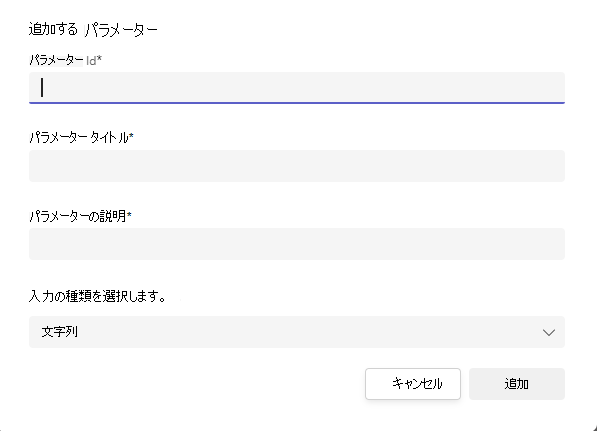 追加する パラメーター
パラメーター Id*
パラメーター タイトル*
パラメーターの説明*
入力の種類を選択します。
文字列
キャンセル
追加